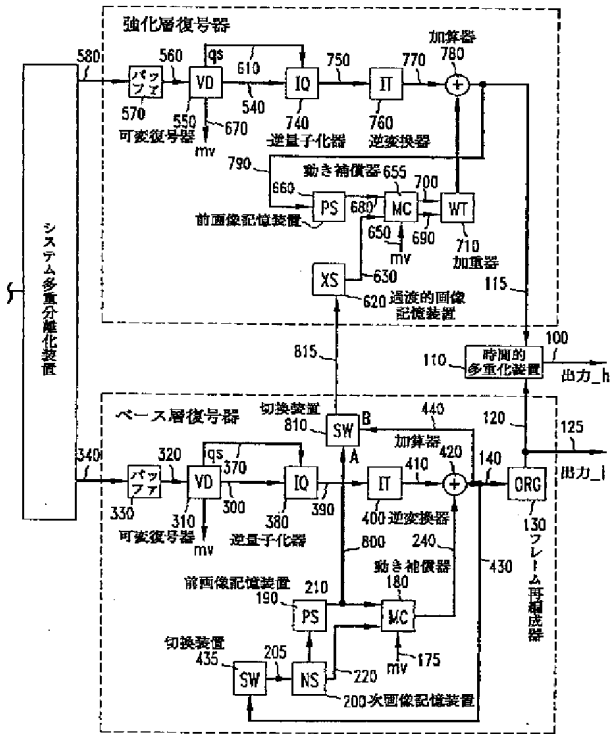 強化層復号器
580
バッファ
570
560
qs
VD
550
可変復号器
610
540
670
mv
IQ
740
逆量子化器
750
IT
760
逆変換器
770
加算器
780
790
動き補償器
655
660
PS
680
MC
700
690
WT
710
加重器
前画像記憶装置
650
mv
630
XS
620
過渡的画像
記憶装置
115
システム多重分離化装置
815
110
時間的
多重化装置
100
出力_h
ベース層復号器
切換装置
810
SW
B
A
440
120
125
出力_l
340
バッファ
330
320
qs
VD
310
可変復号器
370
300
mv
IQ
380
逆量子化器
390
IT
400
逆変換器
410
加算器
420
140
ORG
130
フレーム再編成器
800
240
430
前画像記憶装置
190
210
PS
動き補償器
180
MC
切換装置
435
SW
205
NS
220
mv
175
200
次画像記憶装置